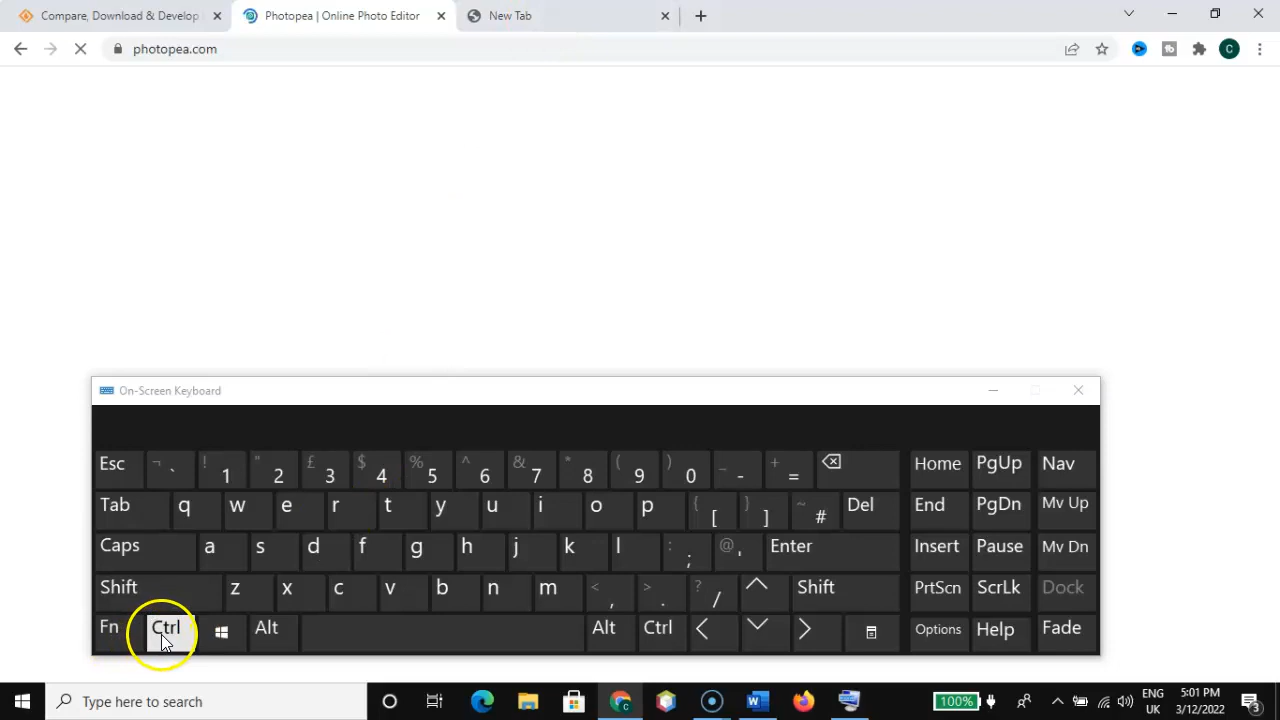 Compare, Download & Develop
Photopea | Online Photo Editor
New Tab
photopea.com
C
On-Screen Keyboard
Esc ¬ ` ! 1 " 2 £ 3 $ 4 % 5 ^ 6 & 7 * 8 ( 9 ) 0 _ - + = Home PgUp Nav
Tab q w e r t y u i o p { [ } ] ~ # Del End PgDn Mv Up
Caps a s d f g h j k l : ; @ ' Enter Insert Pause Mv Dn
Shift z x c v b n m < , > . ? / Shift PrtScn ScrLk Dock
Fn Ctrl Alt Alt Ctrl Options Help Fade
Type here to search
100%
ENG
UK
5:01 PM
3/12/2022
3